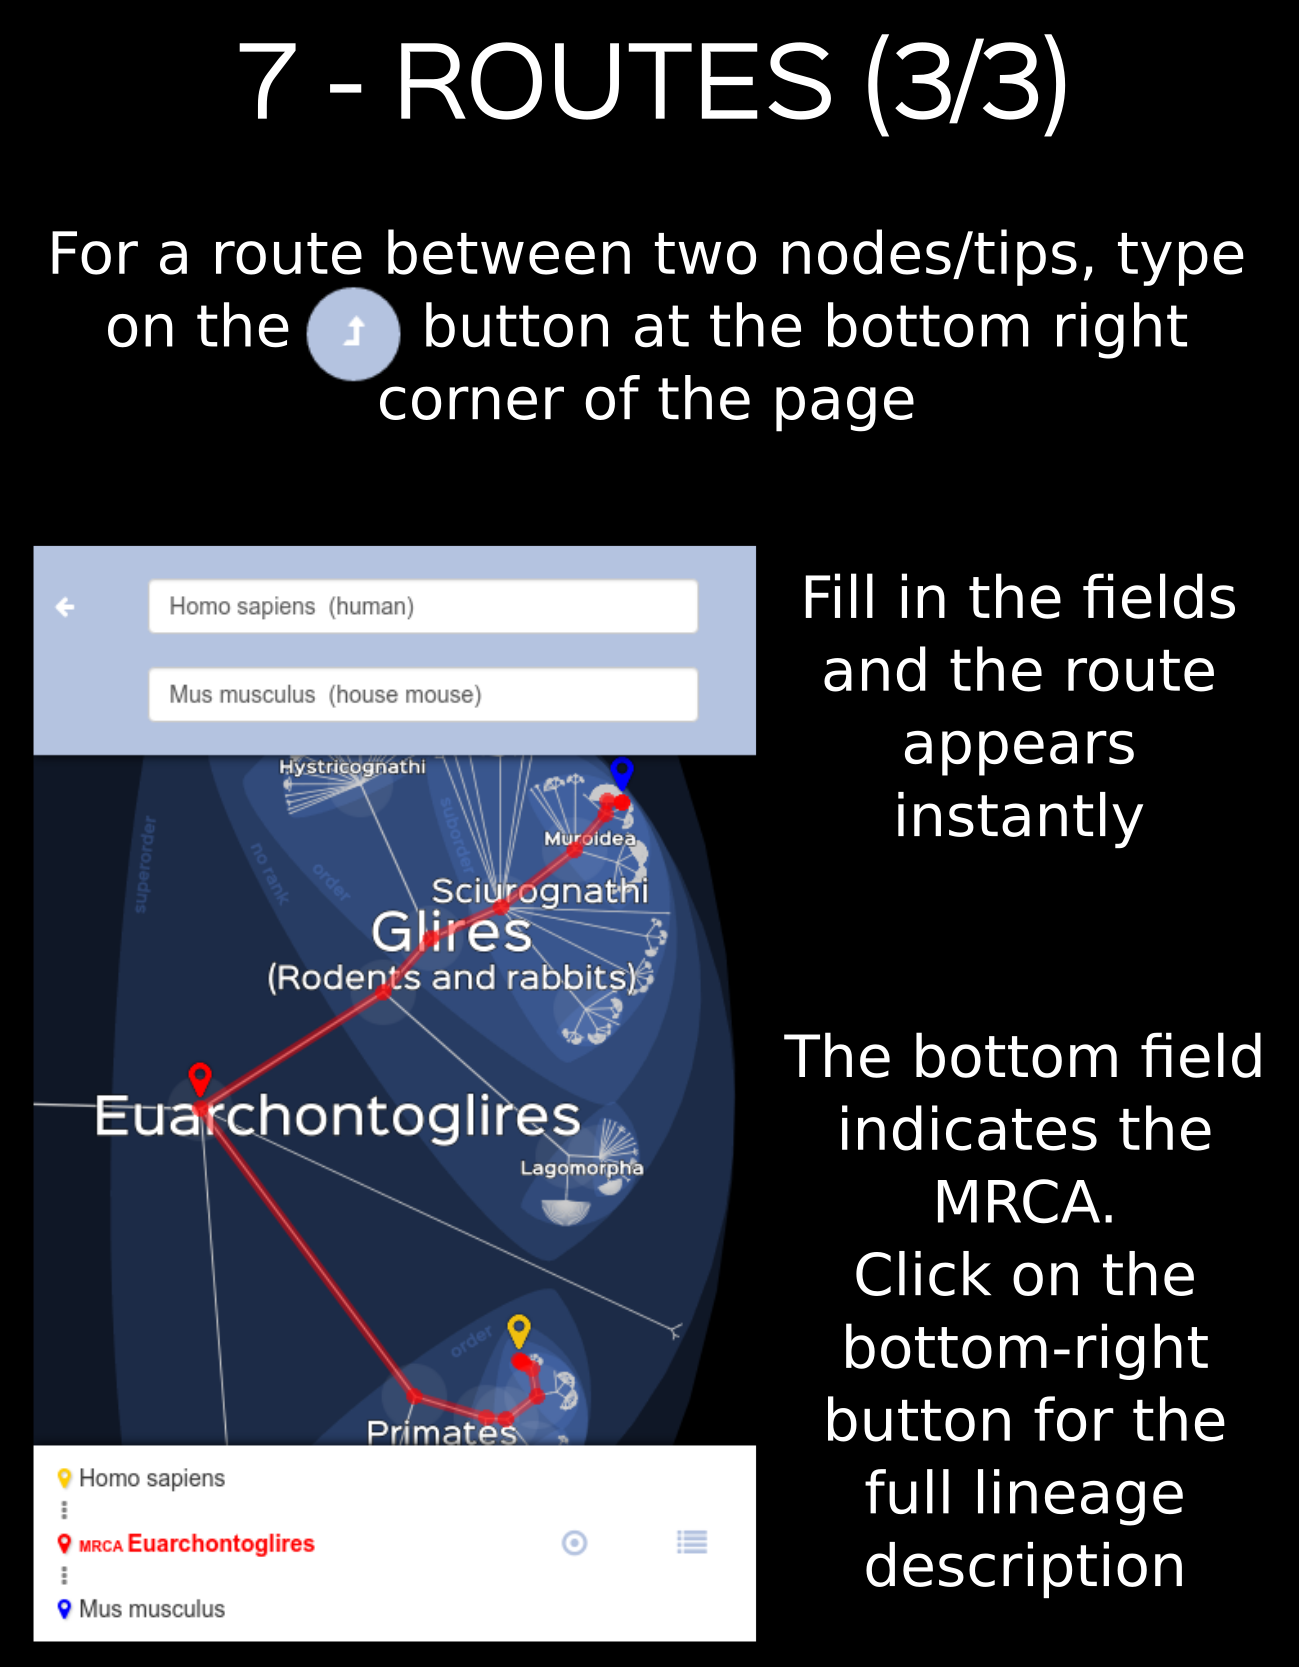 7 - ROUTES (3/3)
For a route between two nodes/tips, type
on the button at the bottom right
corner of the page
Homo sapiens (human)
Mus musculus (house mouse)
Fill in the fields
and the route
appears
instantly
Hystricognathi
superorder
no rank
order
suborder
Muroidea
Sciurognathi
Glires
(Rodents and rabbits)
Euarchontoglires
Lagomorpha
order
Primates
The bottom field
indicates the
MRCA.
Click on the
bottom-right
button for the
full lineage
description
Homo sapiens
MRCA Euarchontoglires
Mus musculus